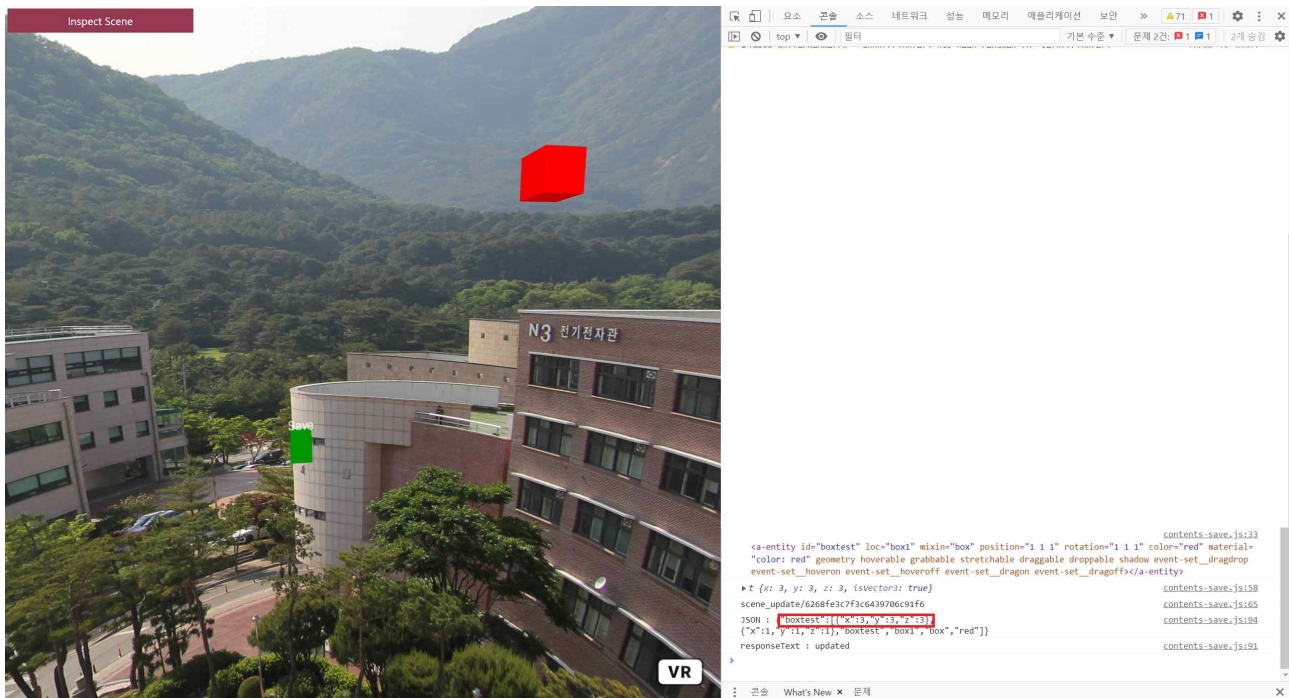 Inspect Scene
N3 전기전자관
Save
VR
요소 콘솔 소스 네트워크 성능 메모리 애플리케이션 보안 » 71 1
top ▼ 필터 기본 수준 ▼ 문제 2건: 1 1 2개 숨김
contents-save.js:33
<a-entity id="boxtest" loc="box1" mixin="box" position="1 1 1" rotation="1 1 1" color="red" material=
"color: red" geometry hoverable grabbable stretchable draggable droppable shadow event-set__dragdrop
event-set__hoveron event-set__hoveroff event-set__dragon event-set__dragoff></a-entity>
▶ t {x: 3, y: 3, z: 3, isVector3: true} contents-save.js:58
scene_update/6268fe3c7f3c6439706c91f6 contents-save.js:65
JSON : {"boxtest":[{"x":3,"y":3,"z":3}, contents-save.js:94
{"x":1,"y":1,"z":1},"boxtest","box1","box","red"]}
responseText : updated contents-save.js:91
>
콘솔 What's New × 문제